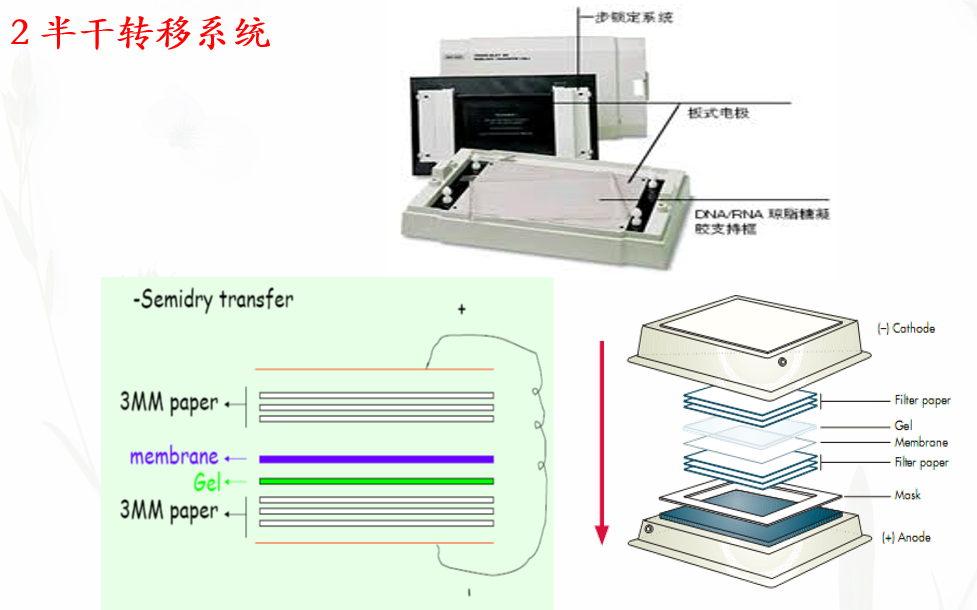 2 半干转移系统
一步锁定系统
板式电极
DNA/RNA 琼脂糖凝
胶支持框
-Semidry transfer
+
3MM paper
membrane
Gel
3MM paper
-
(–) Cathode
Filter paper
Gel
Membrane
Filter paper
Mask
(+) Anode